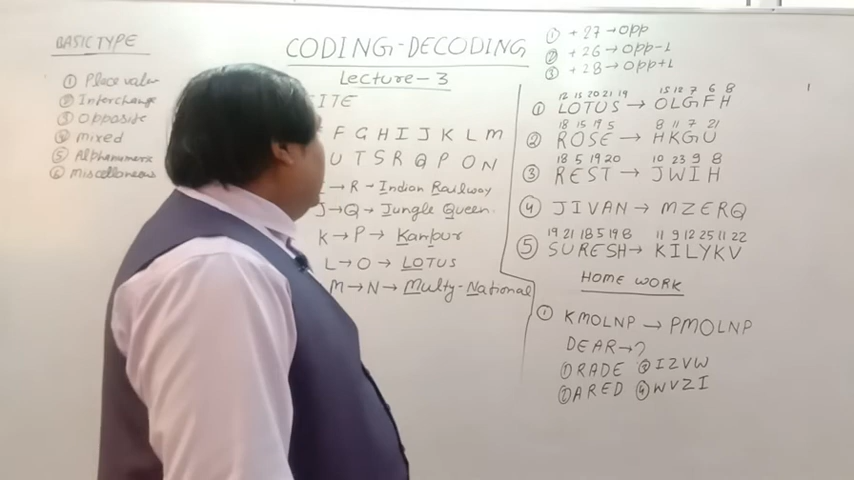 BASIC TYPE
① Place value
② Interchange
③ Opposite
④ Mixed
⑤ Alphanumeric
⑥ Miscellaneous
CODING-DECODING
Lecture-3
SITE
F G H I J K L M
U T S R Q P O N
I → R - Indian Railway
J → Q → Jungle Queen.
K → P → Kanpur
L → O → LOTUS
M → N → Multy-National
① +27 → OPP
② +26 → OPP-1
③ +28 → OPP+1
12 15 20 21 19 15 12 7 6 8
① LOTUS → OLGFH
18 15 19 5 8 11 7 21
② ROSE → HKGU
18 5 19 20 10 23 9 8
③ REST → JWIH
④ JIVAN → MZERQ
19 21 18 5 19 8 11 9 12 25 11 22
⑤ SURESH → KILYKV
HOME WORK
① KMOLNP → PMOLNP
DEAR → ?
① RADE ③ IZVW
② ARED ④ WVZI